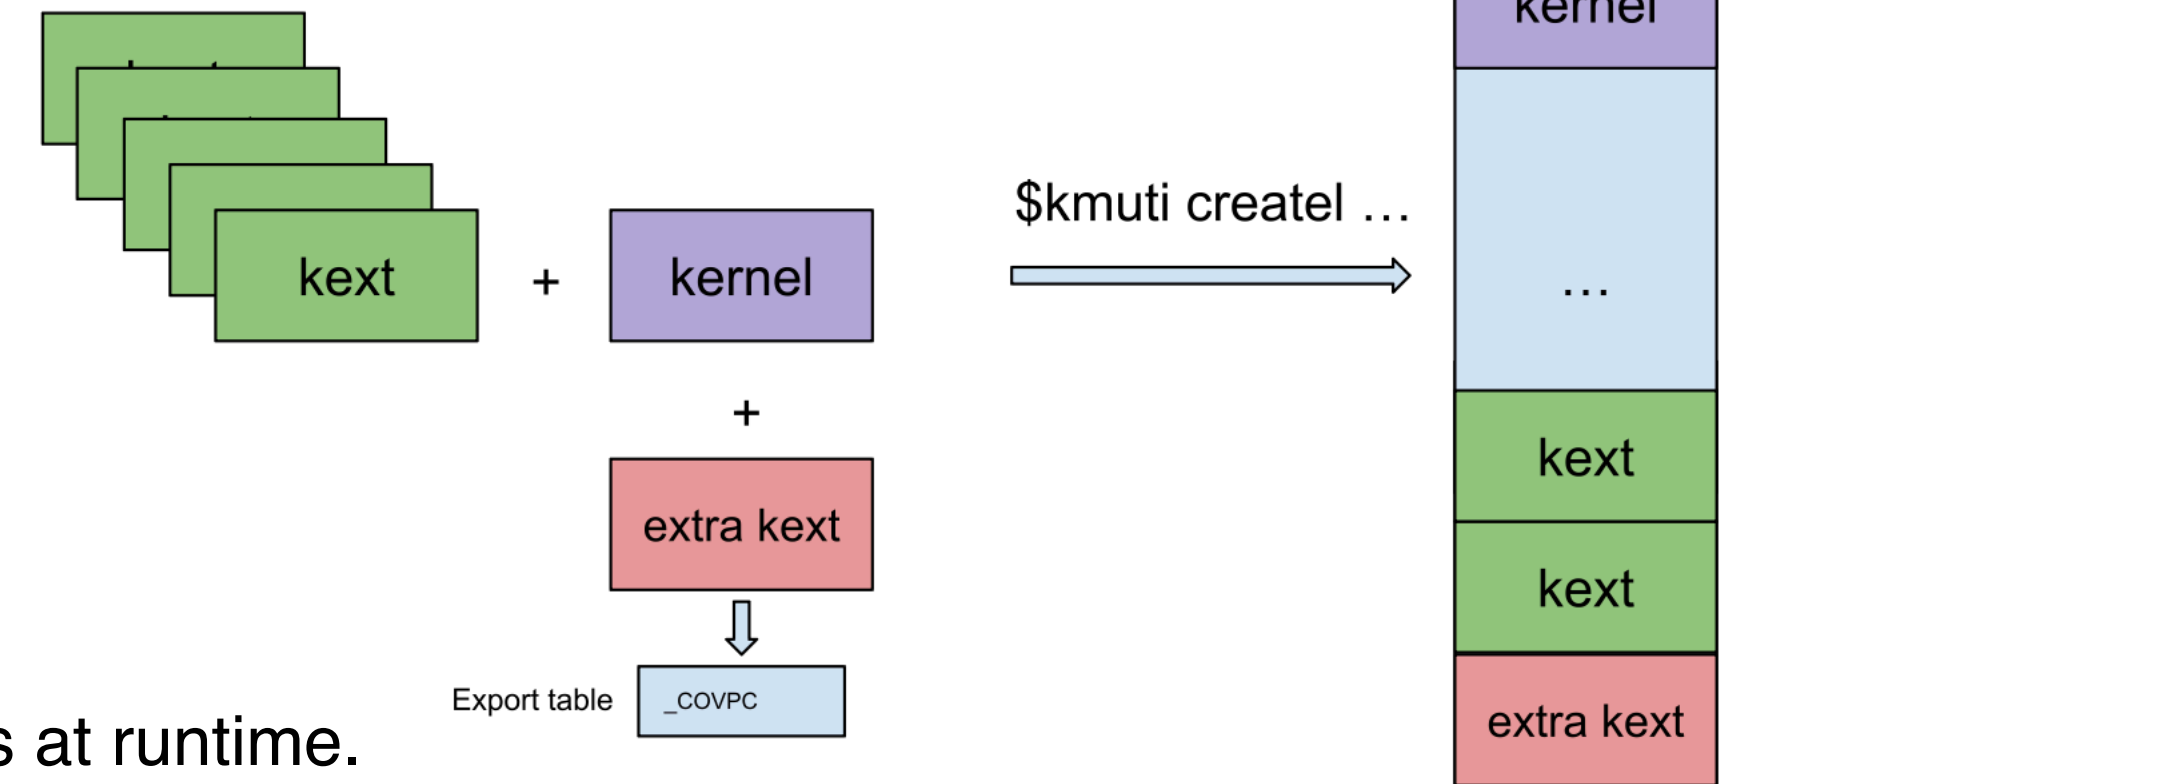 kernel
$kmuti createl …
kext
+
kernel
…
+
kext
extra kext
kext
Export table
_COVPC
extra kext
s at runtime.